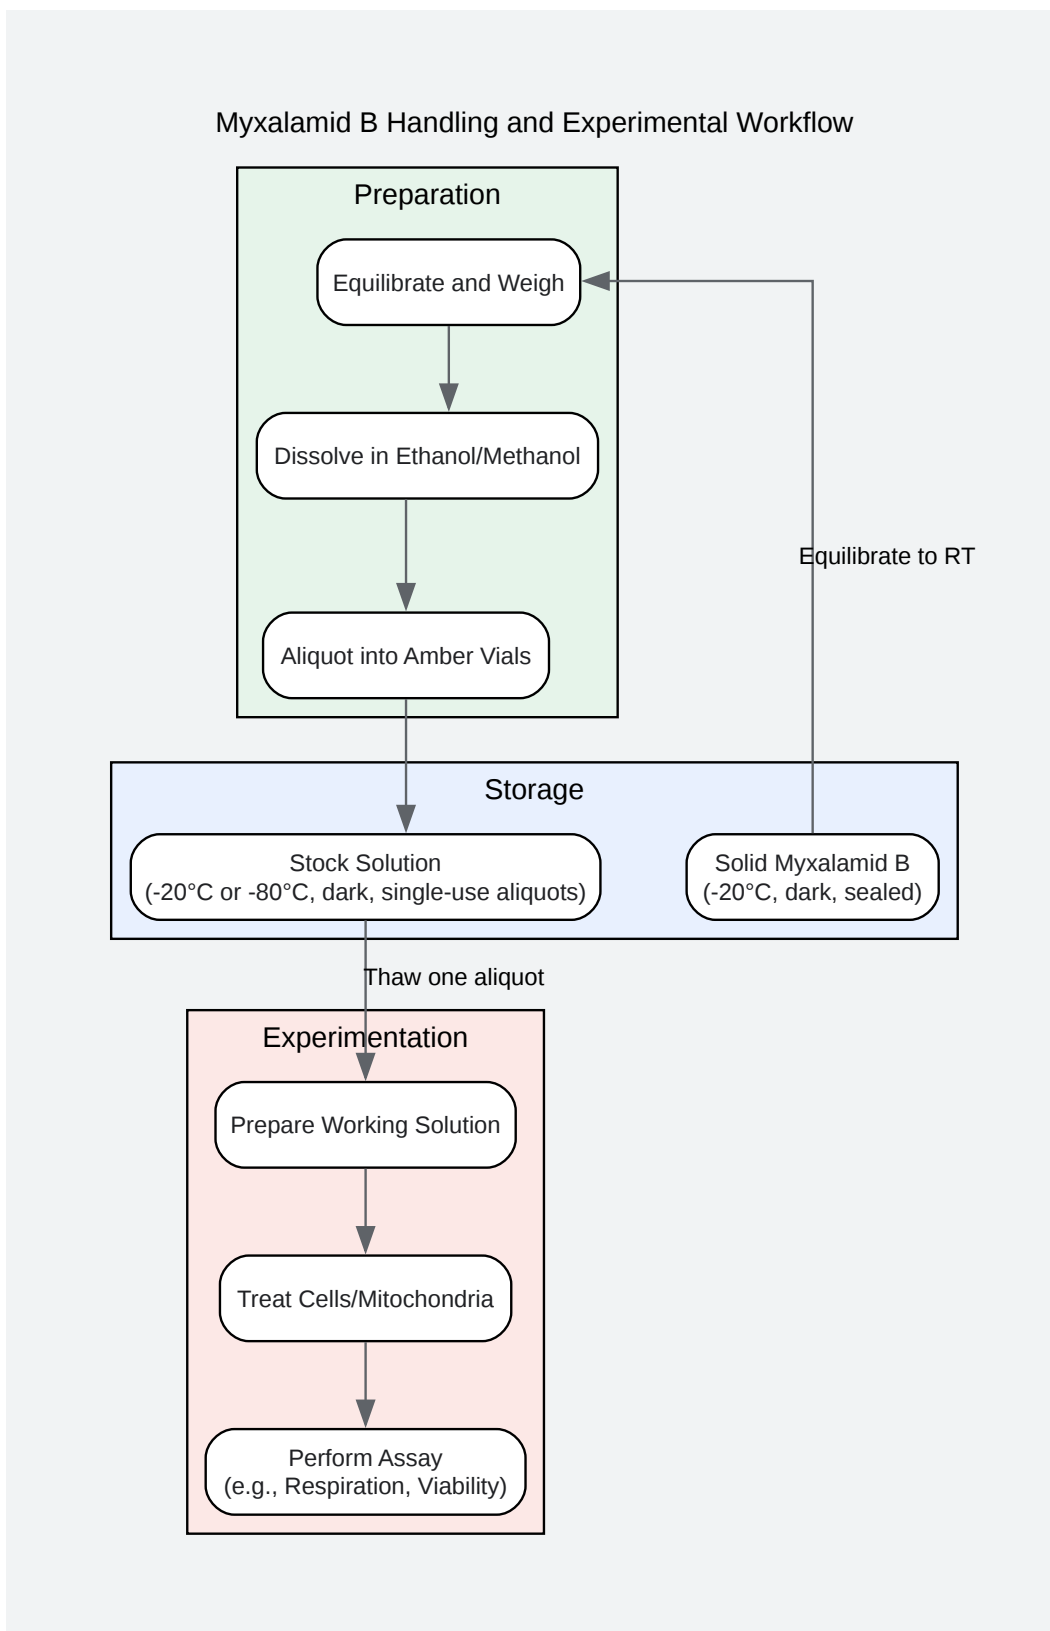 Myxalamid B Handling and Experimental Workflow
Preparation
Equilibrate and Weigh
Dissolve in Ethanol/Methanol
Equilibrate to RT
Aliquot into Amber Vials
Storage
Stock Solution
(-20°C or -80°C, dark, single-use aliquots)
Solid Myxalamid B
(-20°C, dark, sealed)
Thaw one aliquot
Experimentation
Prepare Working Solution
Treat Cells/Mitochondria
Perform Assay
(e.g., Respiration, Viability)